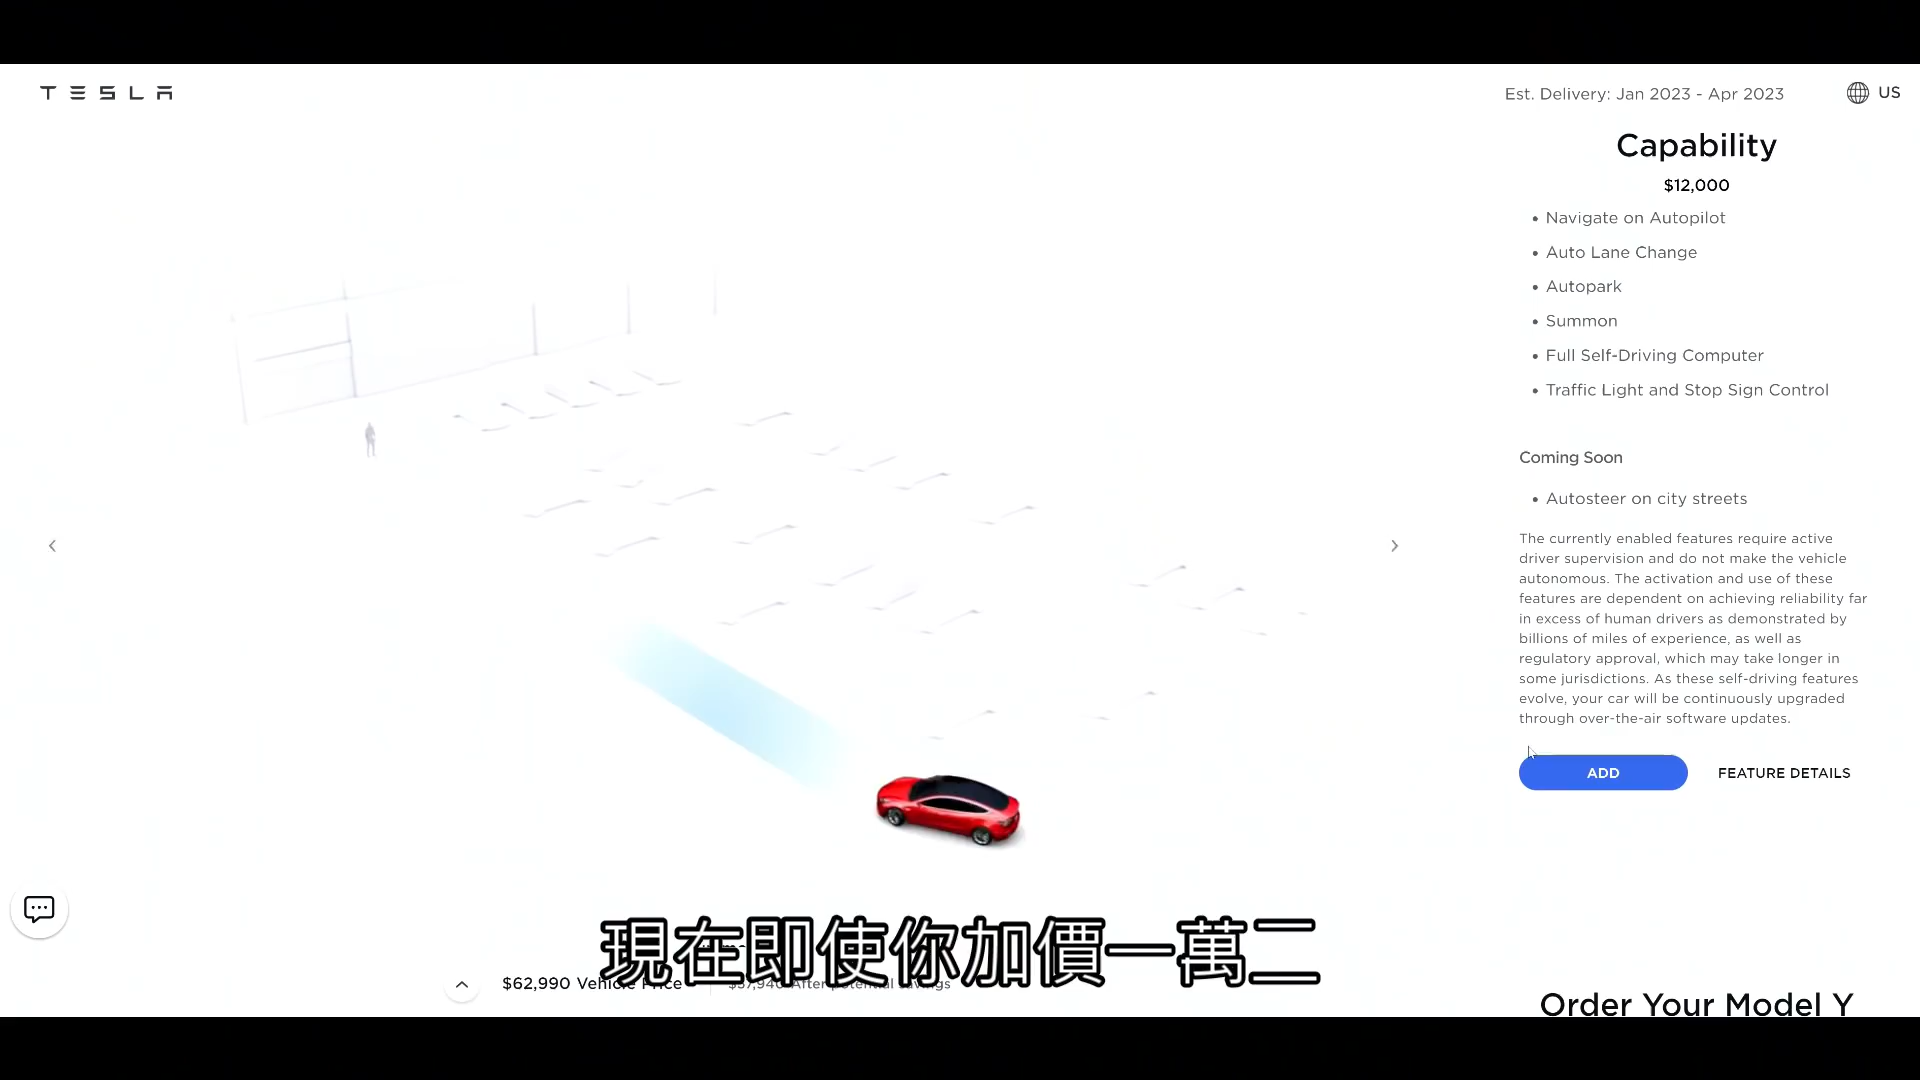 TESLA
Est. Delivery: Jan 2023 - Apr 2023
US
Capability
$12,000
• Navigate on Autopilot
• Auto Lane Change
• Autopark
• Summon
• Full Self-Driving Computer
• Traffic Light and Stop Sign Control
Coming Soon
• Autosteer on city streets
The currently enabled features require active
driver supervision and do not make the vehicle
autonomous. The activation and use of these
features are dependent on achieving reliability far
in excess of human drivers as demonstrated by
billions of miles of experience, as well as
regulatory approval, which may take longer in
some jurisdictions. As these self-driving features
evolve, your car will be continuously upgraded
through over-the-air software updates.
ADD
FEATURE DETAILS
現在即使你加價一萬二
$62,990 Vehicle Price
After potential savings
Order Your Model Y